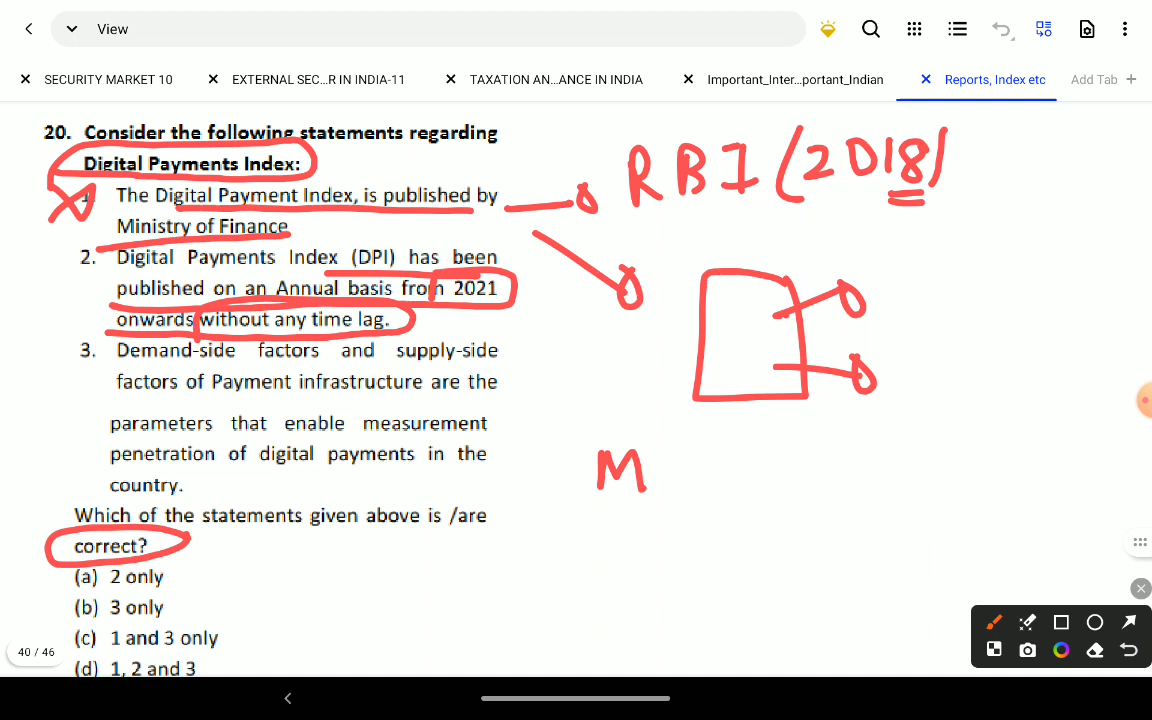 View
SECURITY MARKET 10
EXTERNAL SEC...R IN INDIA-11
TAXATION AN...ANCE IN INDIA
Important_Inter...portant_Indian
Reports, Index etc
Add Tab +
20. Consider the following statements regarding
Digital Payments Index:
1. The Digital Payment Index, is published by
Ministry of Finance
2. Digital Payments Index (DPI) has been
published on an Annual basis from 2021
onwards without any time lag.
3. Demand-side factors and supply-side
factors of Payment infrastructure are the
parameters that enable measurement
penetration of digital payments in the
country.
Which of the statements given above is /are
correct?
(a) 2 only
(b) 3 only
(c) 1 and 3 only
(d) 1, 2 and 3
RBI (2018)
M
40 / 46